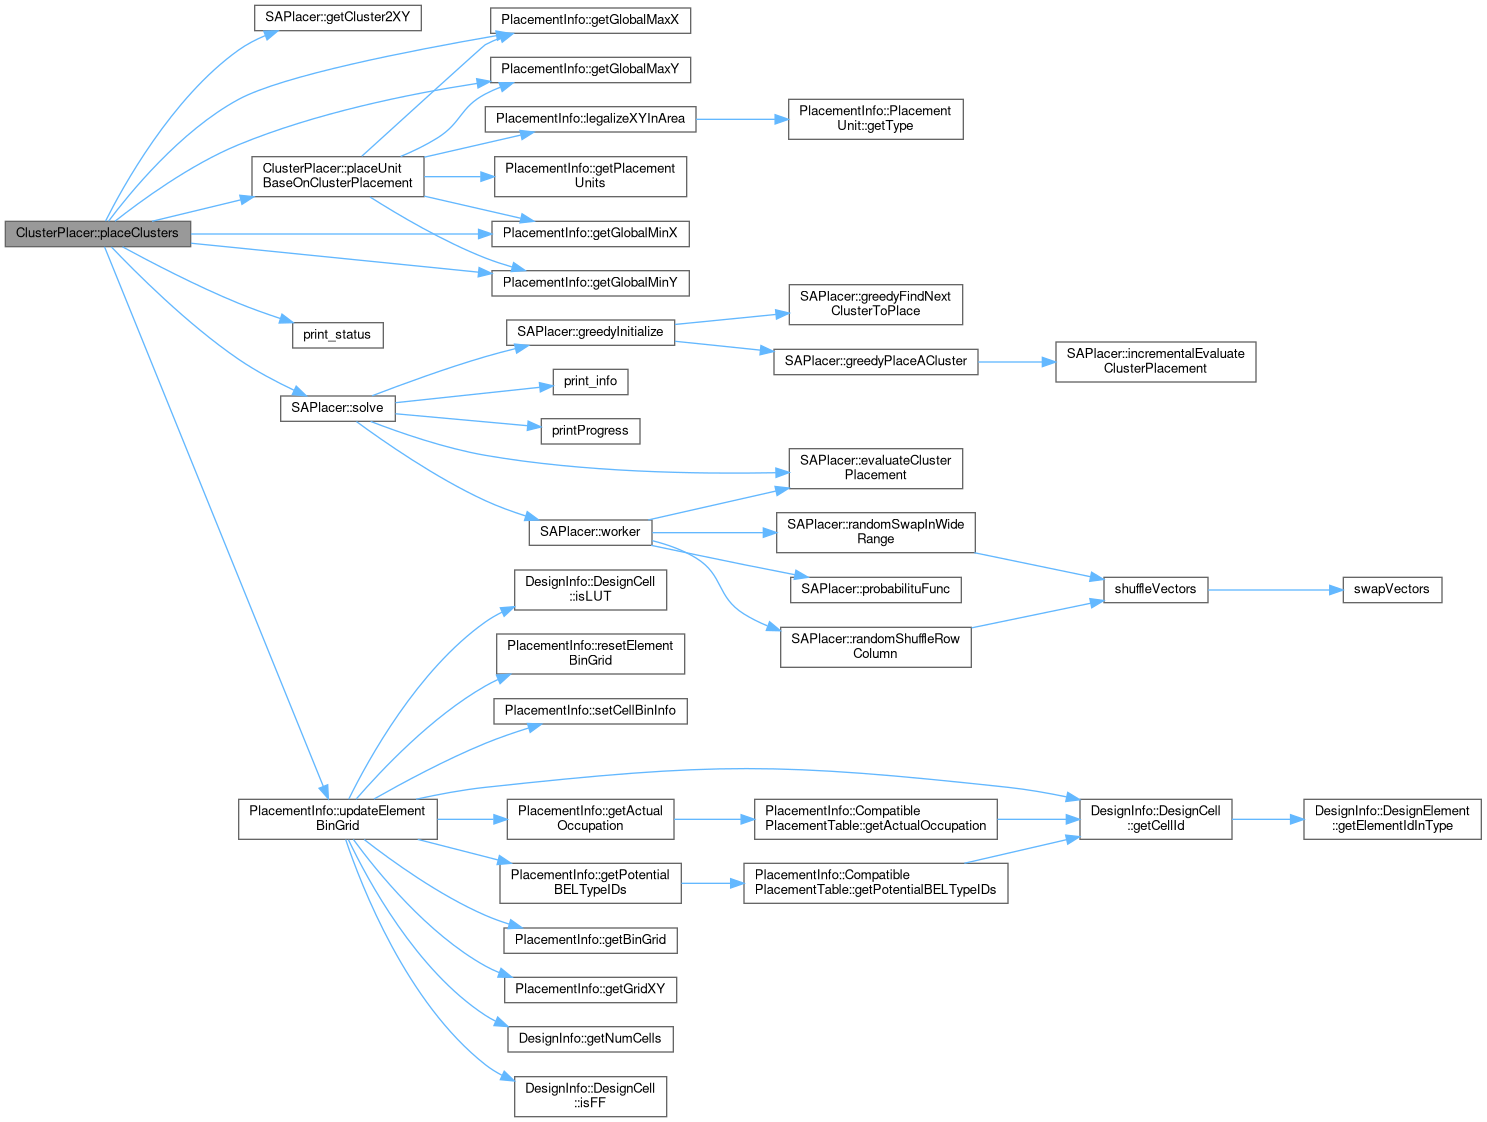 SAPlacer::getCluster2XY
PlacementInfo::getGlobalMaxX
PlacementInfo::getGlobalMaxY
PlacementInfo::legalizeXYInArea
PlacementInfo::Placement
Unit::getType
ClusterPlacer::placeUnit
BaseOnClusterPlacement
PlacementInfo::getPlacement
Units
ClusterPlacer::placeClusters
PlacementInfo::getGlobalMinX
PlacementInfo::getGlobalMinY
print_status
SAPlacer::greedyInitialize
SAPlacer::greedyFindNext
ClusterToPlace
SAPlacer::greedyPlaceACluster
SAPlacer::incrementalEvaluate
ClusterPlacement
SAPlacer::solve
print_info
printProgress
SAPlacer::evaluateCluster
Placement
SAPlacer::worker
SAPlacer::randomSwapInWide
Range
SAPlacer::probabilituFunc
SAPlacer::randomShuffleRow
Column
shuffleVectors
swapVectors
DesignInfo::DesignCell
::isLUT
PlacementInfo::resetElement
BinGrid
PlacementInfo::setCellBinInfo
PlacementInfo::updateElement
BinGrid
PlacementInfo::getActual
Occupation
PlacementInfo::Compatible
PlacementTable::getActualOccupation
DesignInfo::DesignCell
::getCellId
DesignInfo::DesignElement
::getElementIdInType
PlacementInfo::getPotential
BELTypeIDs
PlacementInfo::Compatible
PlacementTable::getPotentialBELTypeIDs
PlacementInfo::getBinGrid
PlacementInfo::getGridXY
DesignInfo::getNumCells
DesignInfo::DesignCell
::isFF